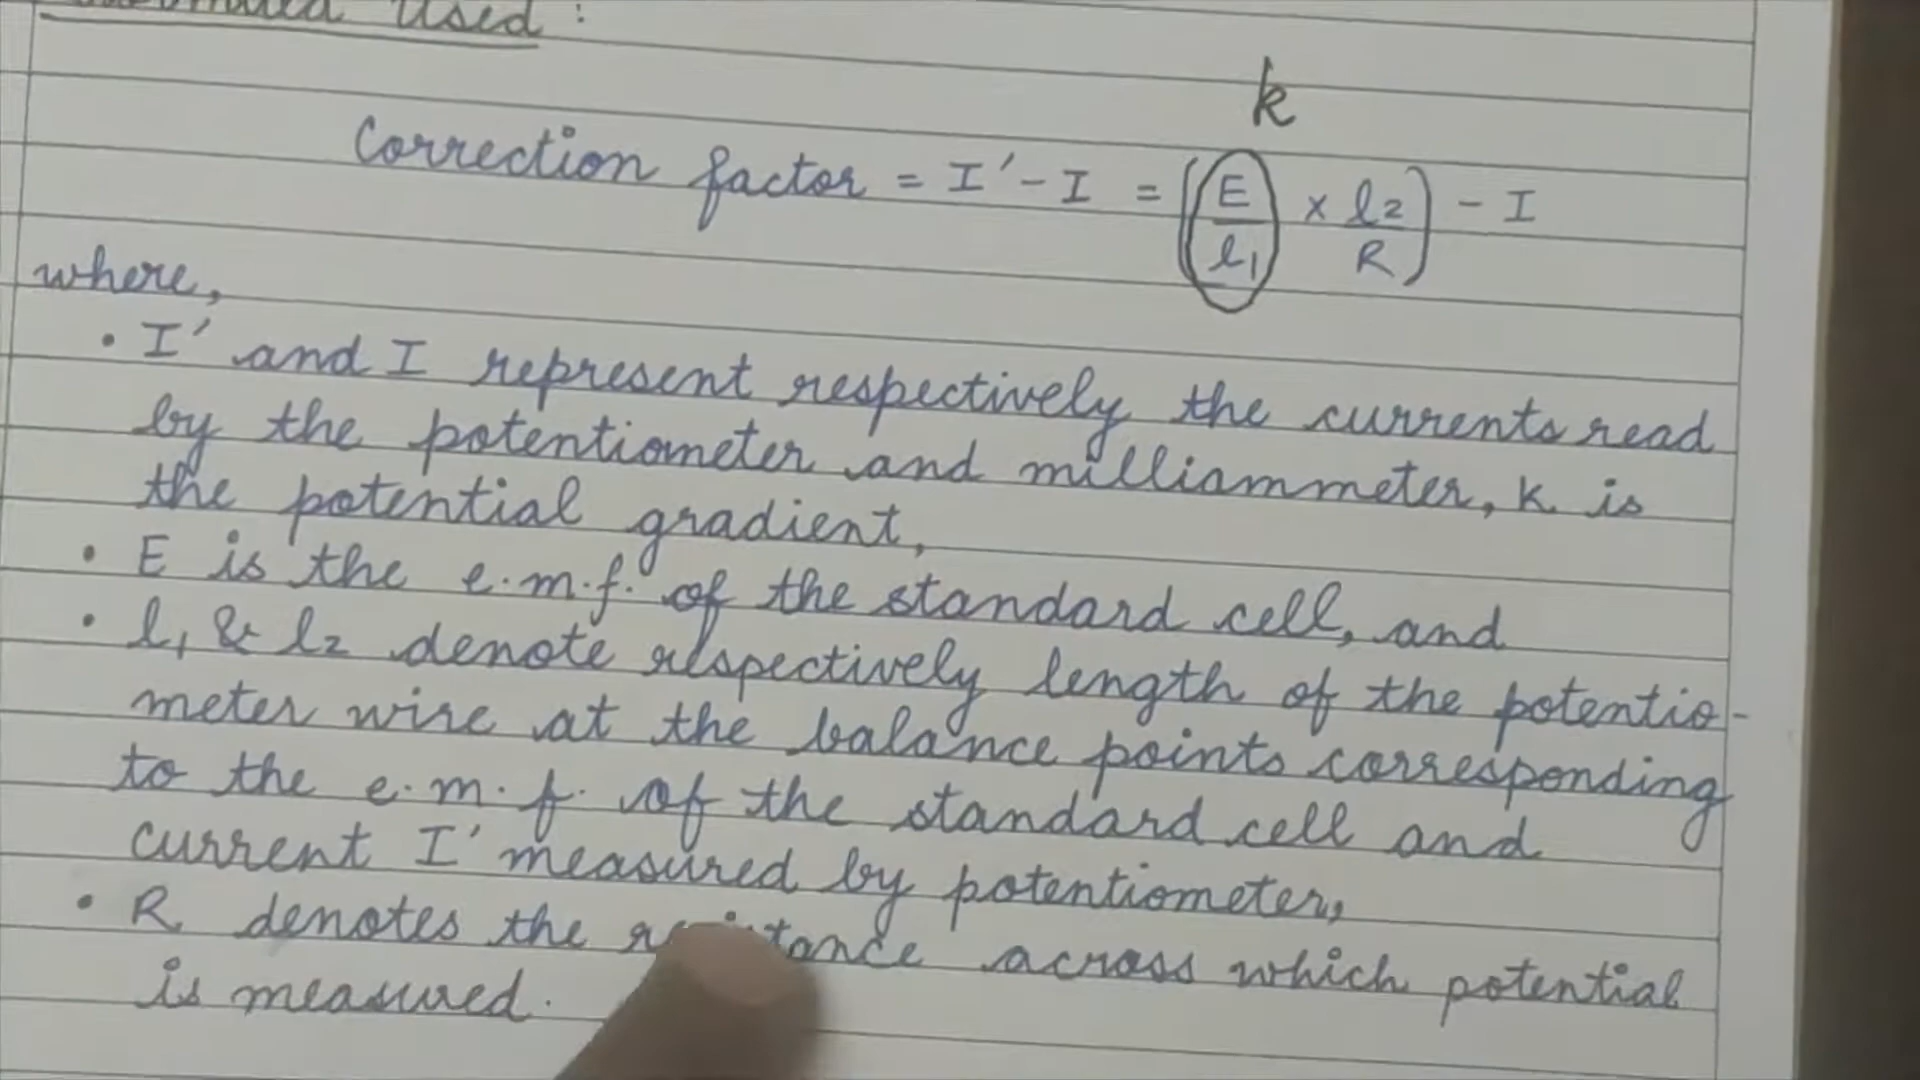 Used :
k
Correction factor = I' - I = (E/l₁ × l₂/R) - I
where,
• I' and I represent respectively the currents read
by the potentiometer and milliammeter, K is
the potential gradient,
• E is the e.m.f. of the standard cell, and
• l₁ & l₂ denote respectively length of the potentio-
meter wire at the balance points corresponding
to the e.m.f. of the standard cell and
current I' measured by potentiometer,
• R denotes the across which potential
is measured.